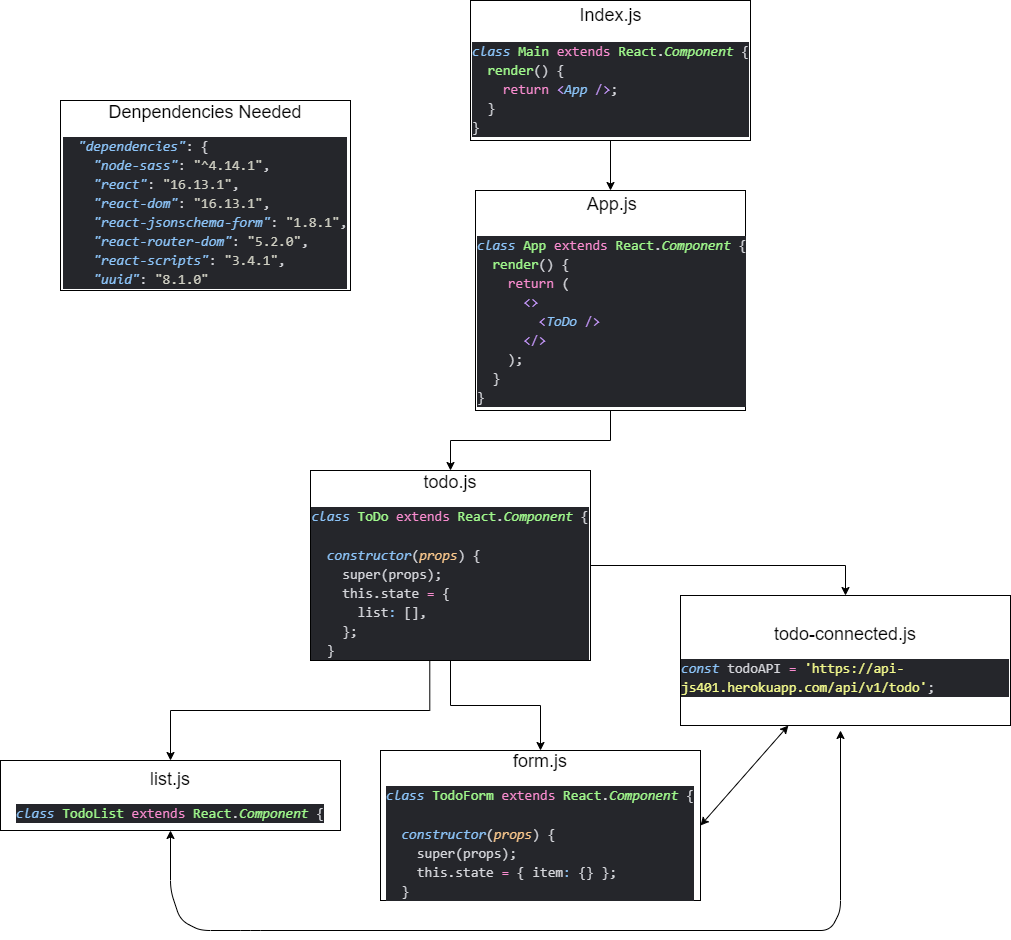 Index.js
class Main extends React.Component {
  render() {
    return <App />;
  }
}
Denpendencies Needed
  "dependencies": {
    "node-sass": "^4.14.1",
    "react": "16.13.1",
    "react-dom": "16.13.1",
    "react-jsonschema-form": "1.8.1",
    "react-router-dom": "5.2.0",
    "react-scripts": "3.4.1",
    "uuid": "8.1.0"
App.js
class App extends React.Component {
  render() {
    return (
      <>
        <ToDo />
      </>
    );
  }
}
todo.js
class ToDo extends React.Component {
  constructor(props) {
    super(props);
    this.state = {
      list: [],
    };
  }
todo-connected.js
const todoAPI = 'https://api-
js401.herokuapp.com/api/v1/todo';
list.js
class TodoList extends React.Component {
form.js
class TodoForm extends React.Component {
  constructor(props) {
    super(props);
    this.state = { item: {} };
  }